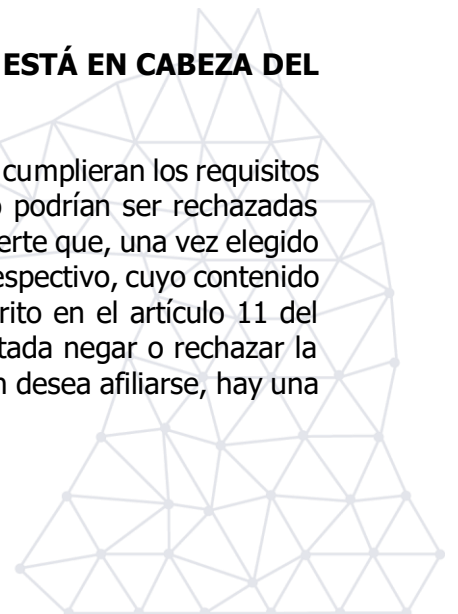 ESTÁ EN CABEZA DEL
cumplieran los requisitos
podrían ser rechazadas
erte que, una vez elegido
espectivo, cuyo contenido
rito en el artículo 11 del
tada negar o rechazar la
n desea afiliarse, hay una